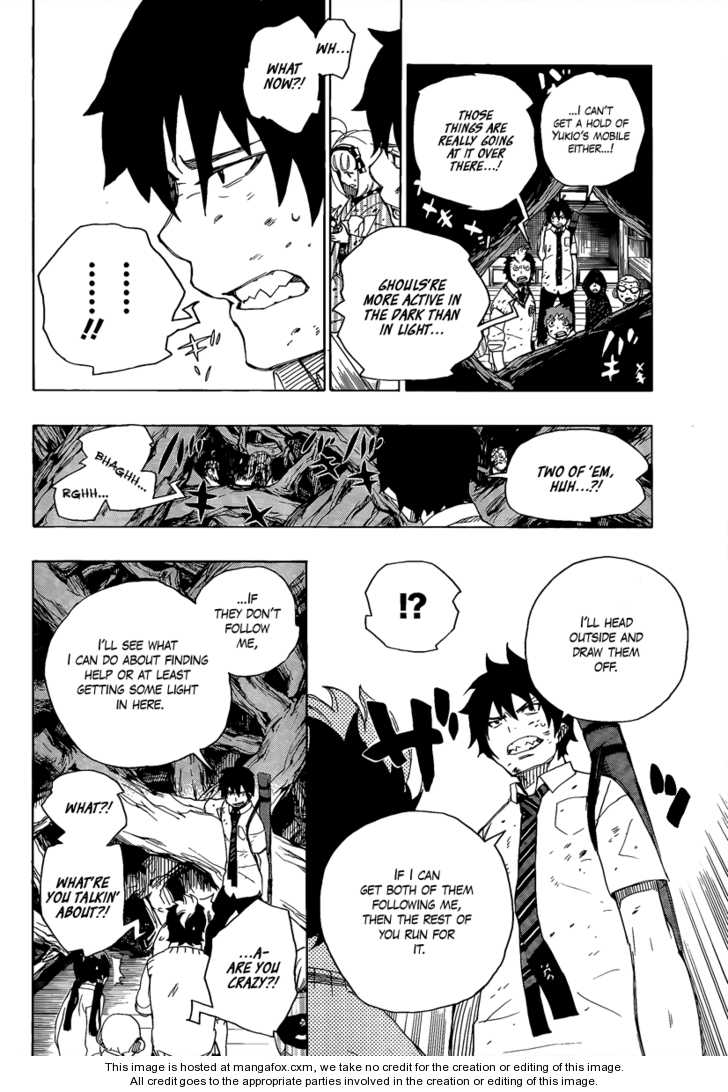 ...I CAN'T
GET A HOLD OF
YUKIO'S MOBILE
EITHER...!
THOSE
THINGS ARE
REALLY GOING
AT IT OVER
THERE...!
GHOULS'RE
MORE ACTIVE IN
THE DARK THAN
IN LIGHT...
WH...
WHAT
NOW?!
......!!
TWO OF 'EM,
HUH...?!
BHAGHH...
RGHH...
I'LL HEAD
OUTSIDE AND
DRAW THEM
OFF.
!?
IF I CAN
GET BOTH OF THEM
FOLLOWING ME,
THEN THE REST OF
YOU RUN FOR
IT.
...IF
THEY DON'T
FOLLOW
ME,
I'LL SEE WHAT
I CAN DO ABOUT FINDING
HELP OR AT LEAST
GETTING SOME LIGHT
IN HERE.
WHAT?!
WHAT'RE
YOU TALKIN'
ABOUT?!
...A-
ARE YOU
CRAZY?!
This image is hosted at mangafox.cxm, we take no credit for the creation or editing of this image.
All credit goes to the appropriate parties involved in the creation or editing of this image.